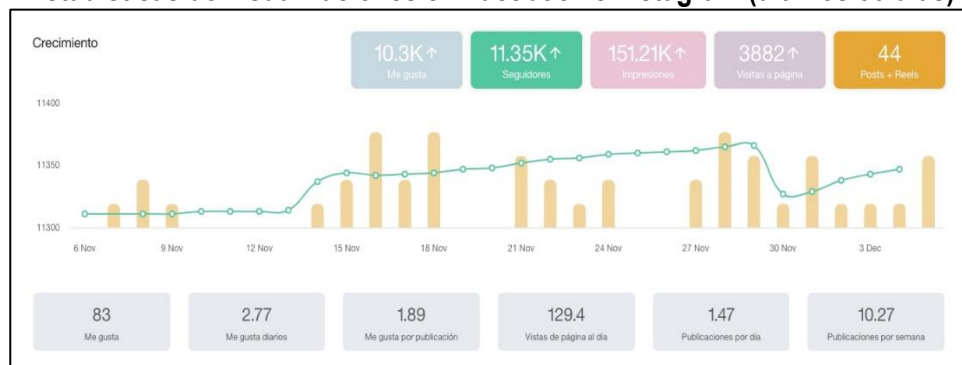 Crecimiento
10.3K ↑
Me gusta
11.35K ↑
Seguidores
151.21K ↑
Impresiones
3882 ↑
Visitas a página
44
Posts + Reels
11400
11350
11300
6 Nov 9 Nov 12 Nov 15 Nov 18 Nov 21 Nov 24 Nov 27 Nov 30 Nov 3 Dec
83
Me gusta
2.77
Me gusta diarios
1.89
Me gusta por publicación
129.4
Vistas de página al día
1.47
Publicaciones por día
10.27
Publicaciones por semana